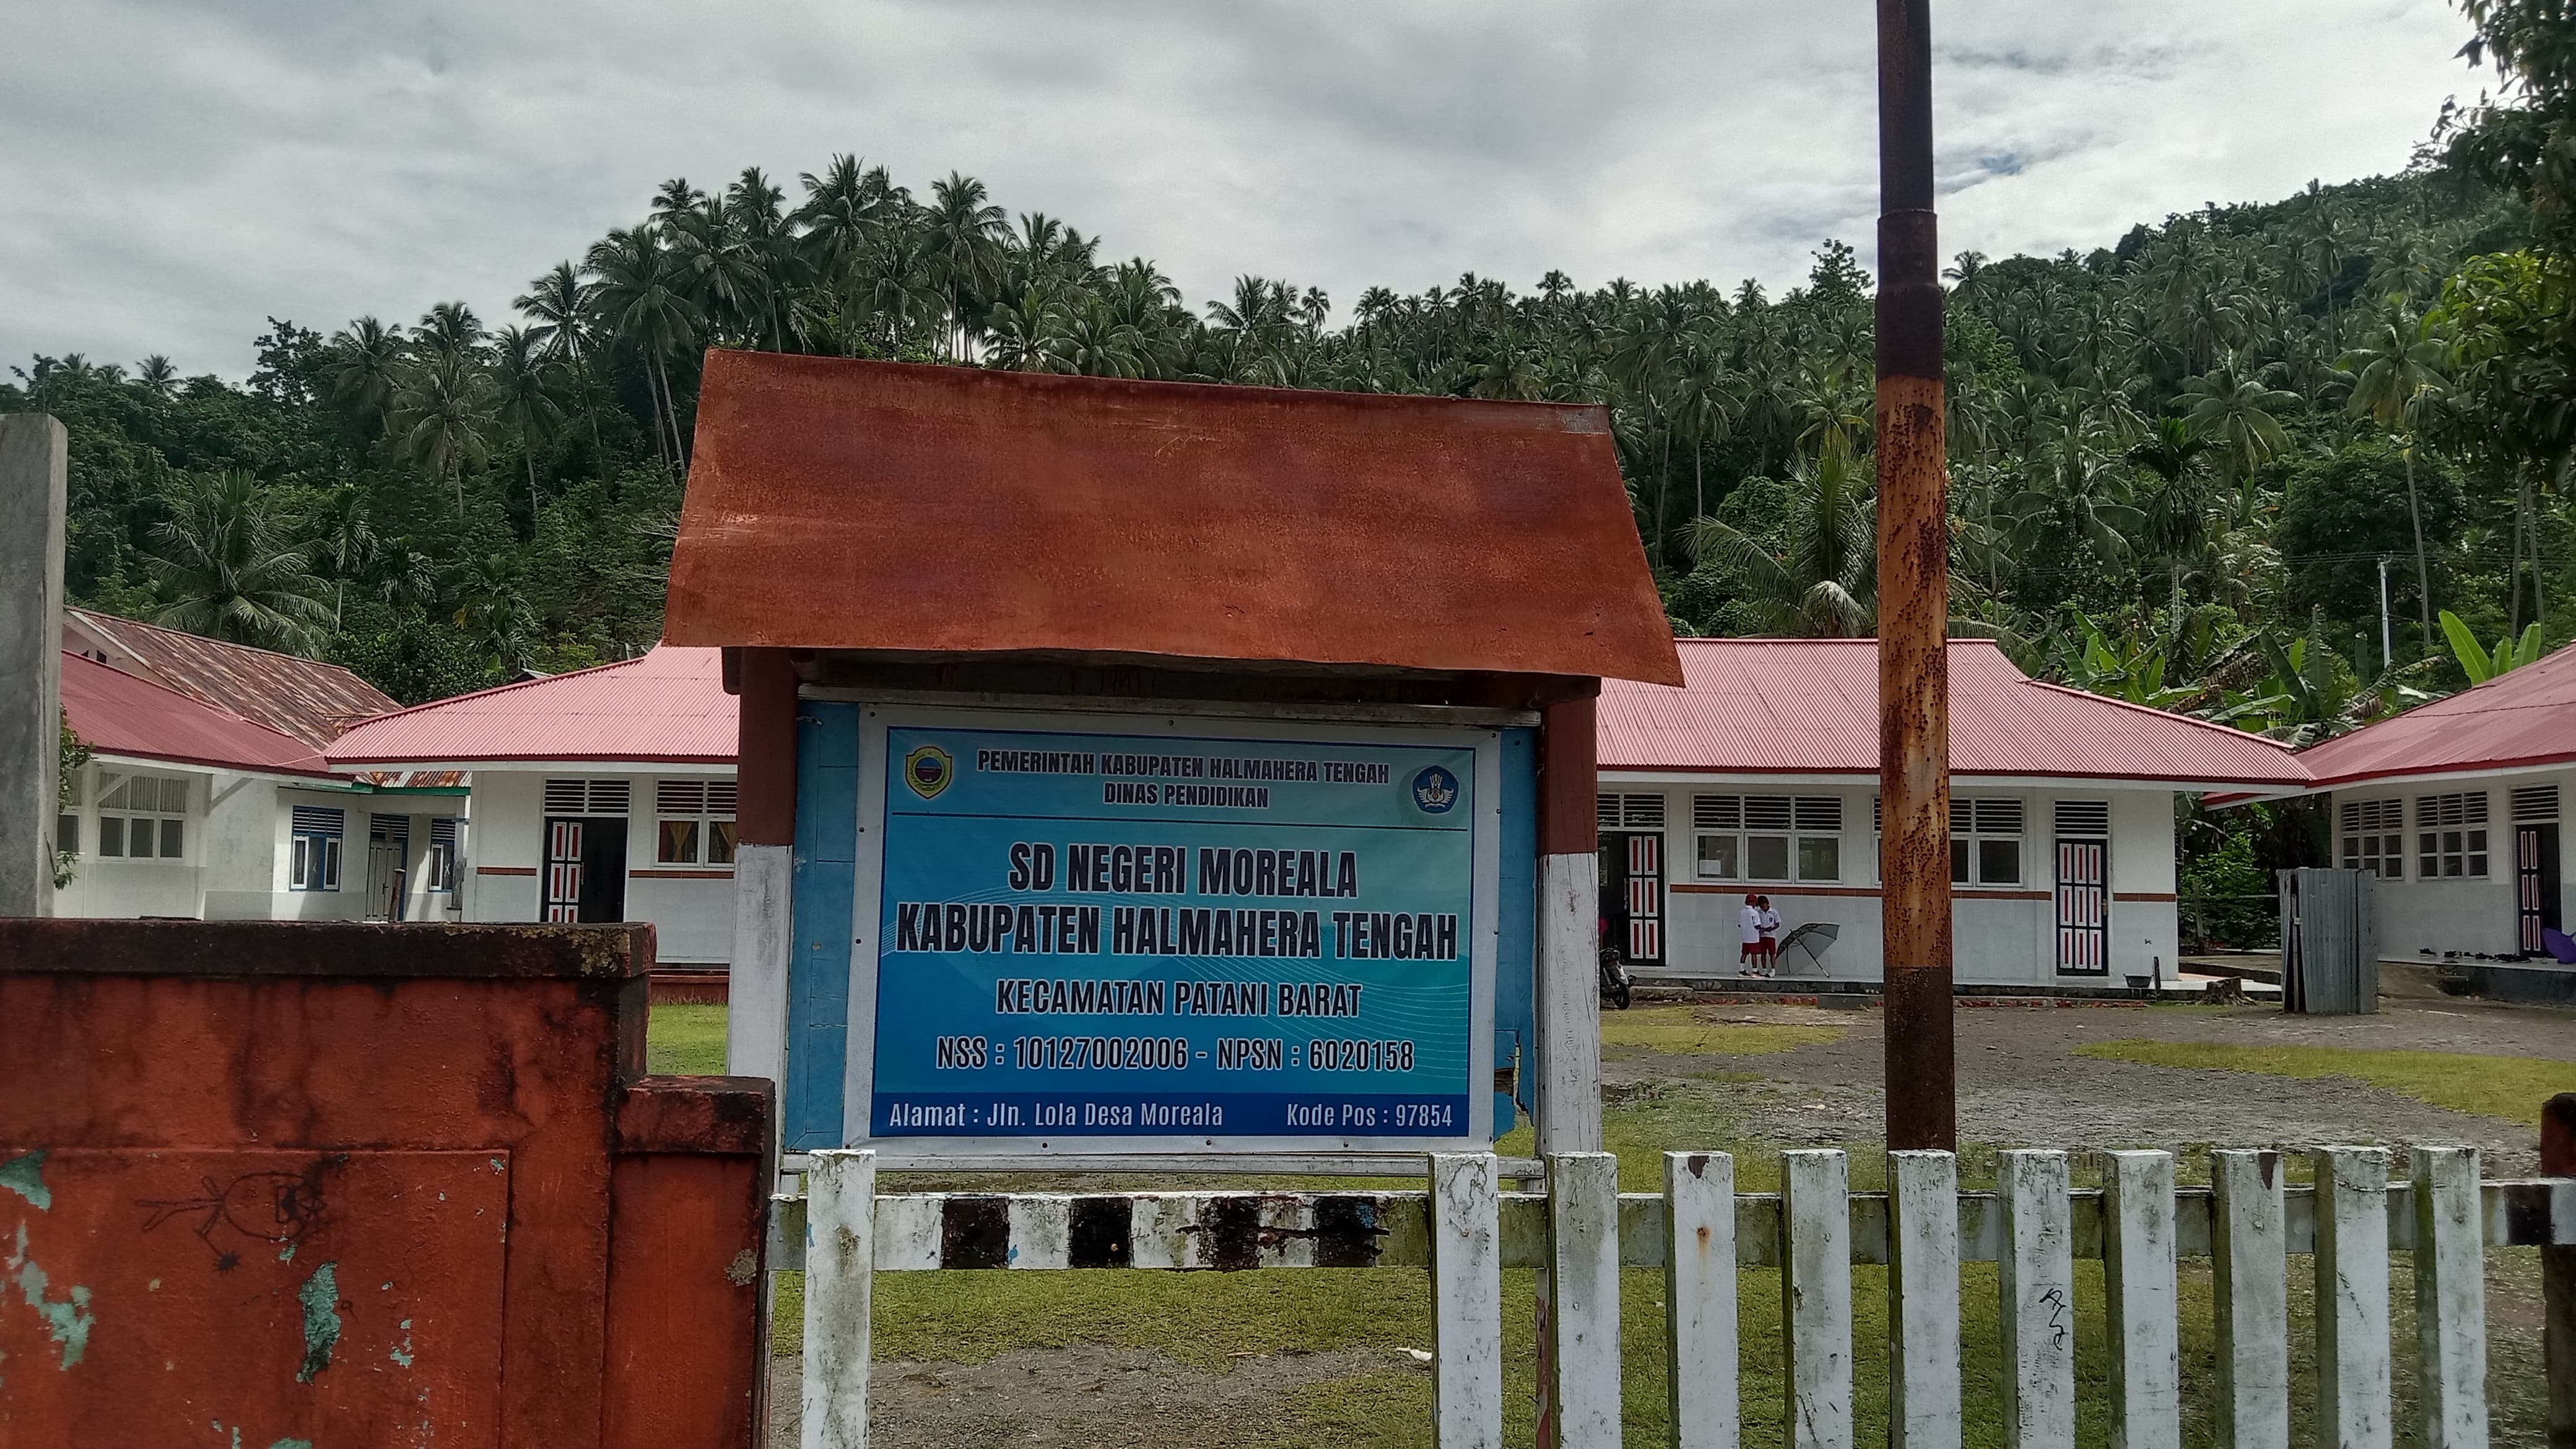 PEMERINTAH KABUPATEN HALMAHERA TENGAH
DINAS PENDIDIKAN
SD NEGERI MOREALA
KABUPATEN HALMAHERA TENGAH
KECAMATAN PATANI BARAT
NSS : 10127002006 - NPSN : 6020158
Alamat : Jln. Lola Desa Moreala Kode Pos : 97854